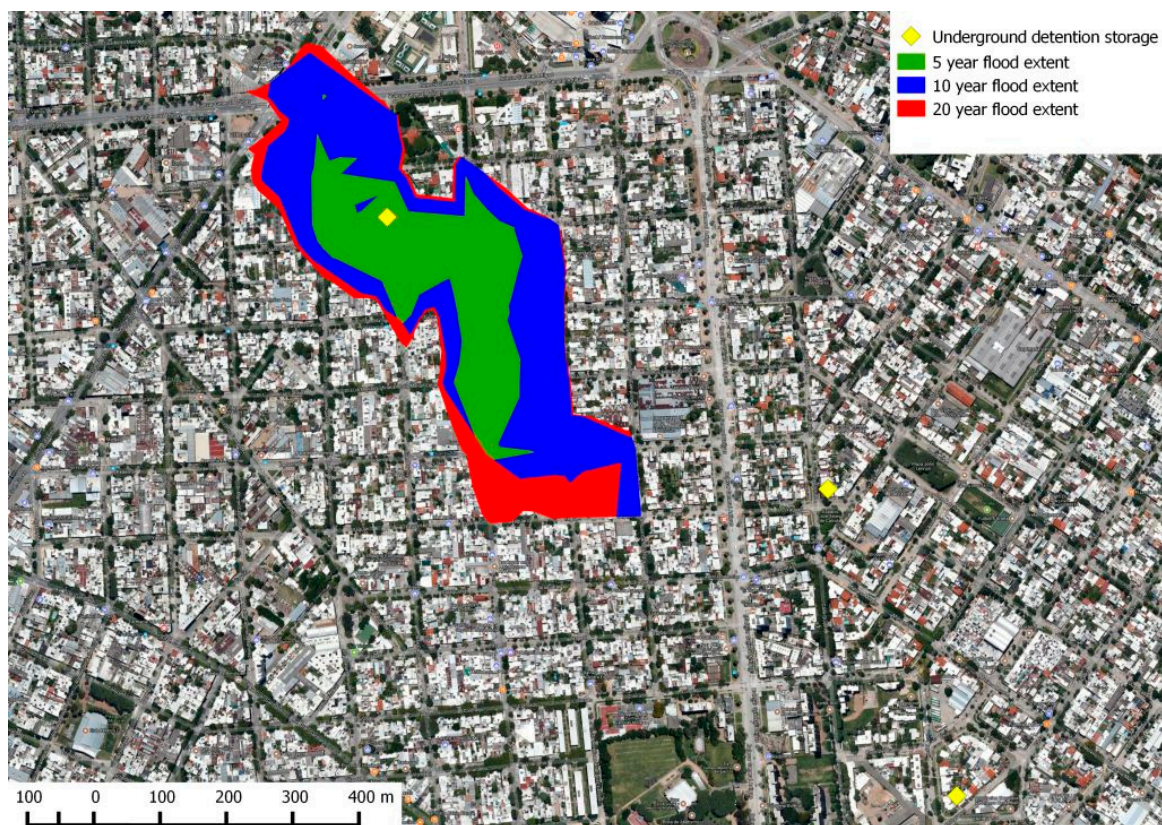 Underground detention storage
5 year flood extent
10 year flood extent
20 year flood extent
100 0 100 200 300 400 m